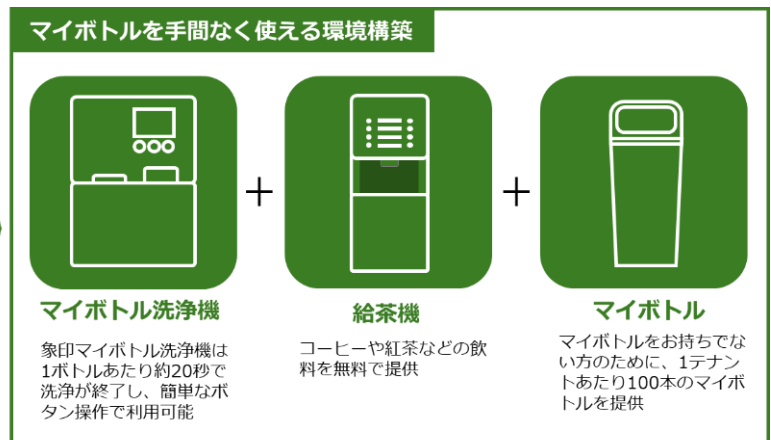 マイボトルを手間なく使える環境構築
＋
＋
マイボトル洗浄機
象印マイボトル洗浄機は
1ボトルあたり約20秒で
洗浄が終了し、簡単なボ
タン操作で利用可能
給茶機
コーヒーや紅茶などの飲
料を無料で提供
マイボトル
マイボトルをお持ちでな
い方のために、1テナン
トあたり100本のマイボ
トルを提供